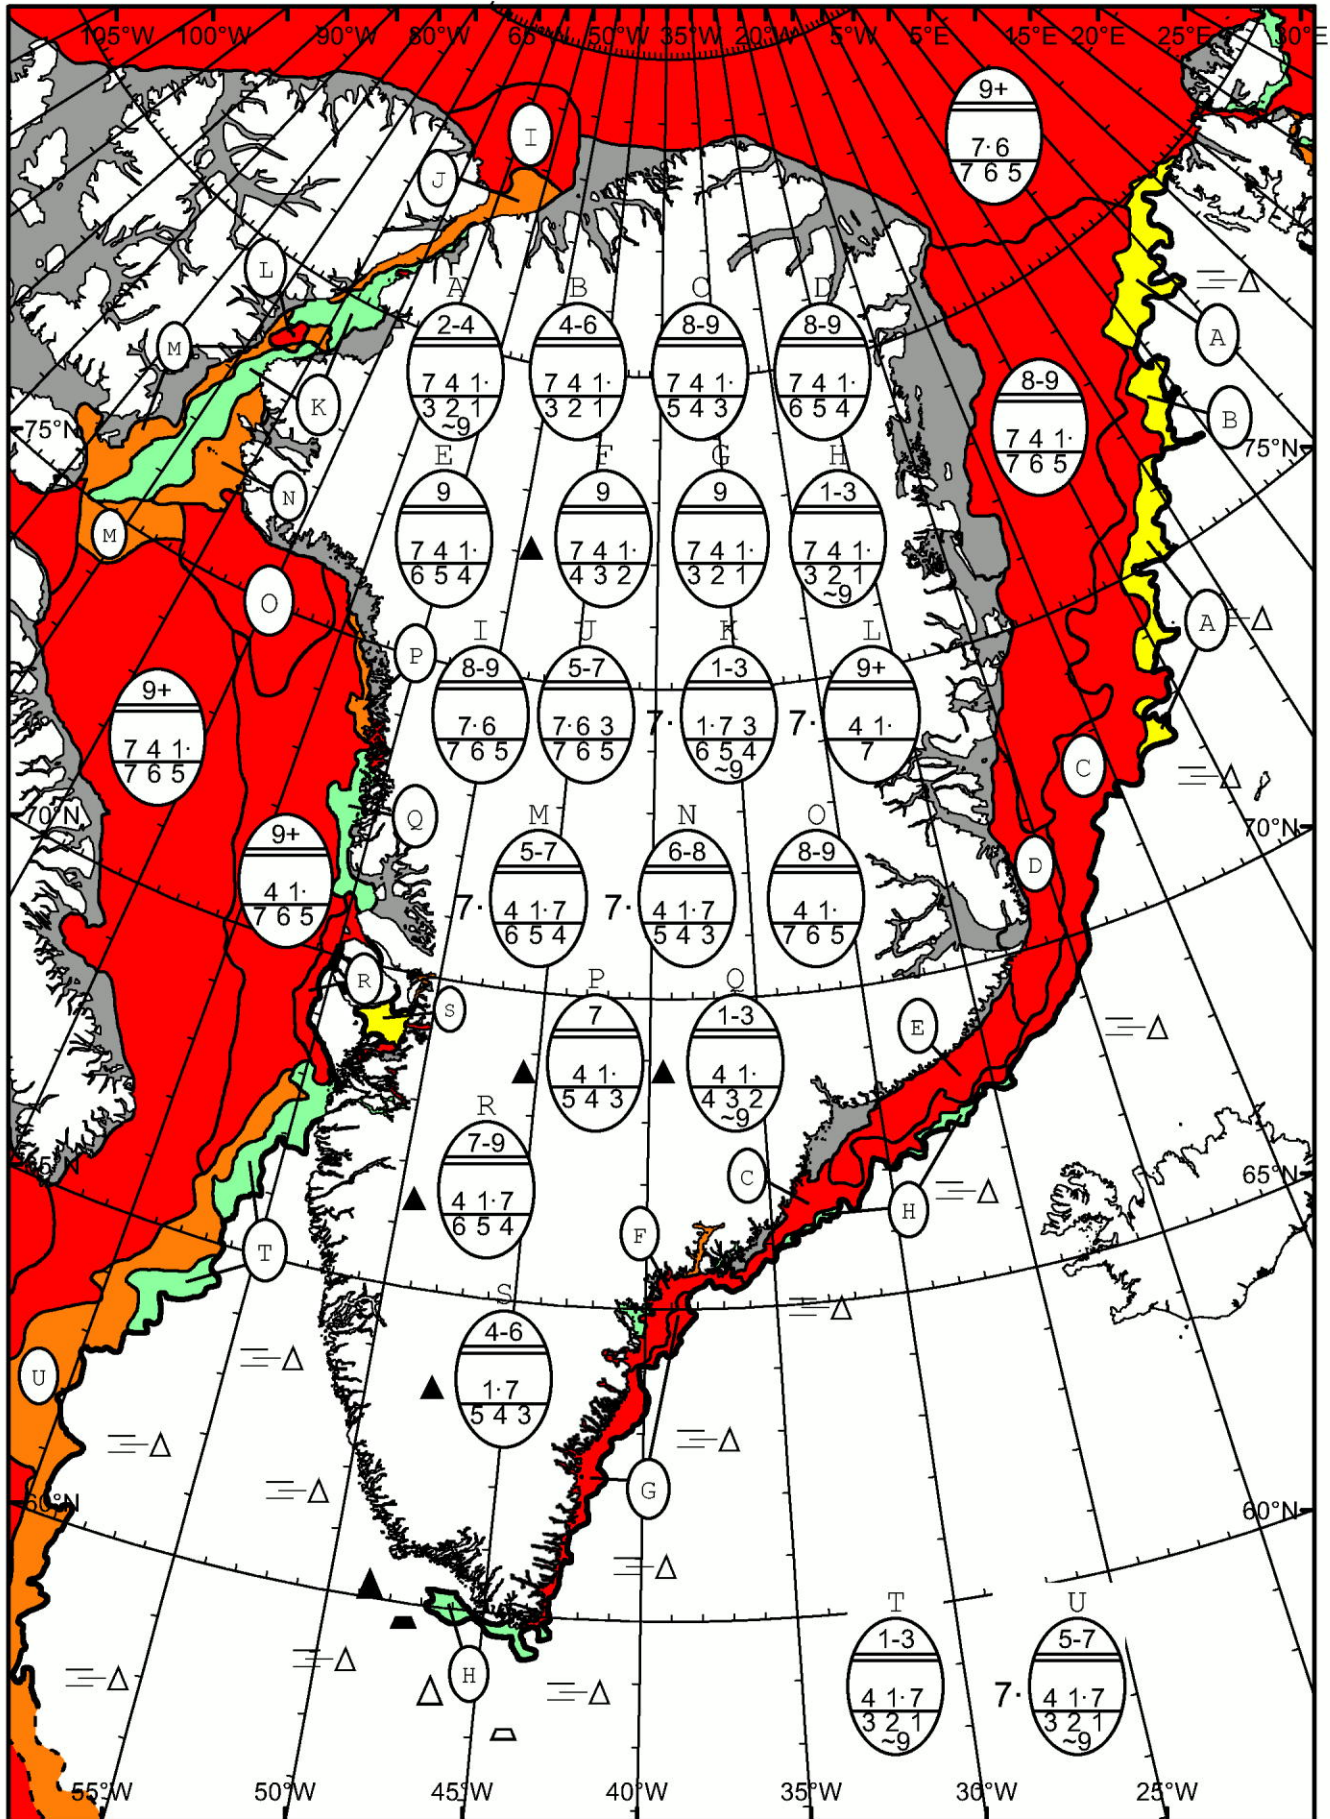 105°W 100°W 90°W 80°W 65°W 50°W 35°W 20°W 5°W 5°E 15°E 20°E 25°E 30°E
9+
7·6
7 6 5
I
J
L
M
K
N
M
O
P
Q
R
S
T
U
A
B
A
C
D
E
C
F
H
G
H
75°N
75°N
70°N
70°N
65°N
65°N
60°N
60°N
A
2-4
7 4 1·
3 2 1
~9
B
4-6
7 4 1·
3 2 1
C
8-9
7 4 1·
5 4 3
D
8-9
7 4 1·
6 5 4
8-9
7 4 1·
7 6 5
E
9
7 4 1·
6 5 4
F
9
7 4 1·
4 3 2
G
9
7 4 1·
3 2 1
H
1-3
7 4 1·
3 2 1
~9
I
8-9
7·6
7 6 5
J
5-7
7·6 3
7 6 5
K
1-3
7·
1·7 3
6 5 4
~9
L
9+
7·
4 1·
7
9+
7 4 1·
7 6 5
9+
4 1·
7 6 5
M
5-7
7·
4 1·7
6 5 4
N
6-8
7·
4 1·7
5 4 3
O
8-9
4 1·
7 6 5
P
7
4 1·
5 4 3
Q
1-3
4 1·
4 3 2
~9
R
7-9
4 1·7
6 5 4
S
4-6
1·7
5 4 3
T
1-3
4 1·7
3 2 1
~9
U
5-7
7·
4 1·7
3 2 1
~9
55°W 50°W 45°W 40°W 35°W 30°W 25°W